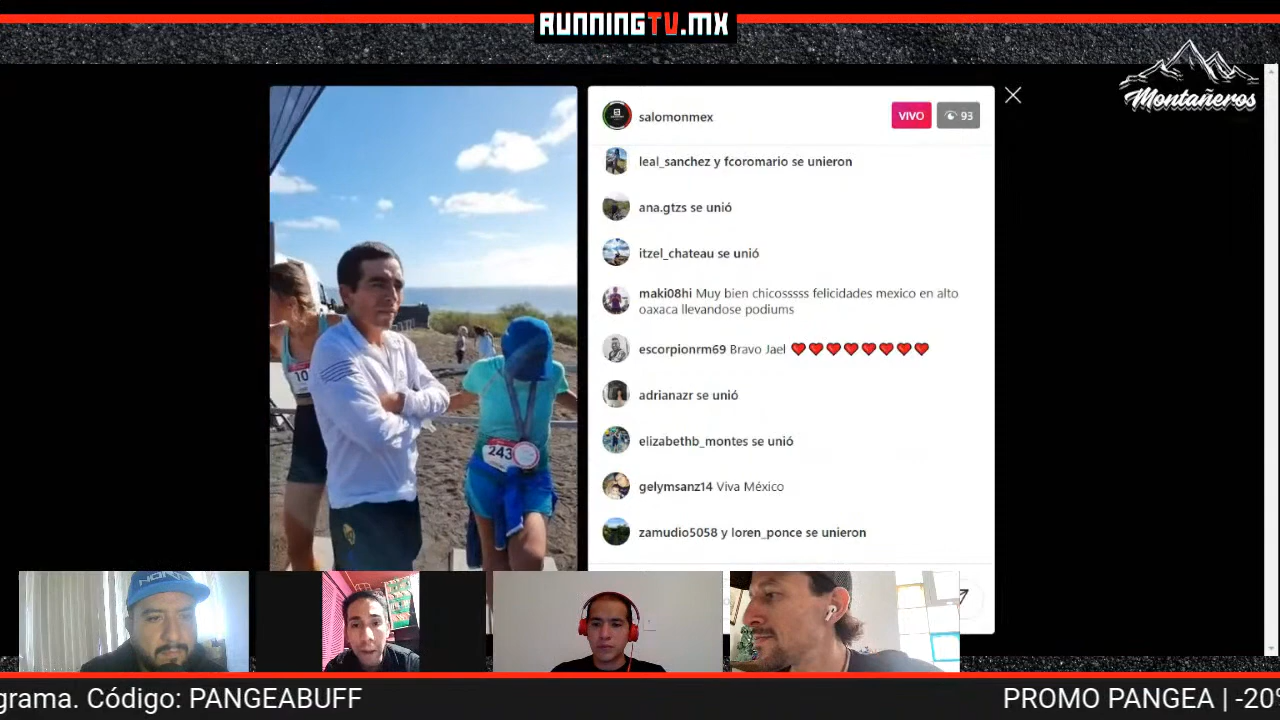 RUNNINGTV.MX
Montañeros
salomonmex
VIVO
93
leal_sanchez y fcoromario se unieron
ana.gtzs se unió
itzel_chateau se unió
maki08hi Muy bien chicosssss felicidades mexico en alto
oaxaca llevandose podiums
escorpionrm69 Bravo Jael ❤️❤️❤️❤️❤️❤️❤️❤️
adrianazr se unió
elizabethb_montes se unió
gelymsanz14 Viva México
zamudio5058 y loren_ponce se unieron
10
243
NORTE
grama. Código: PANGEABUFF
PROMO PANGEA | -20%